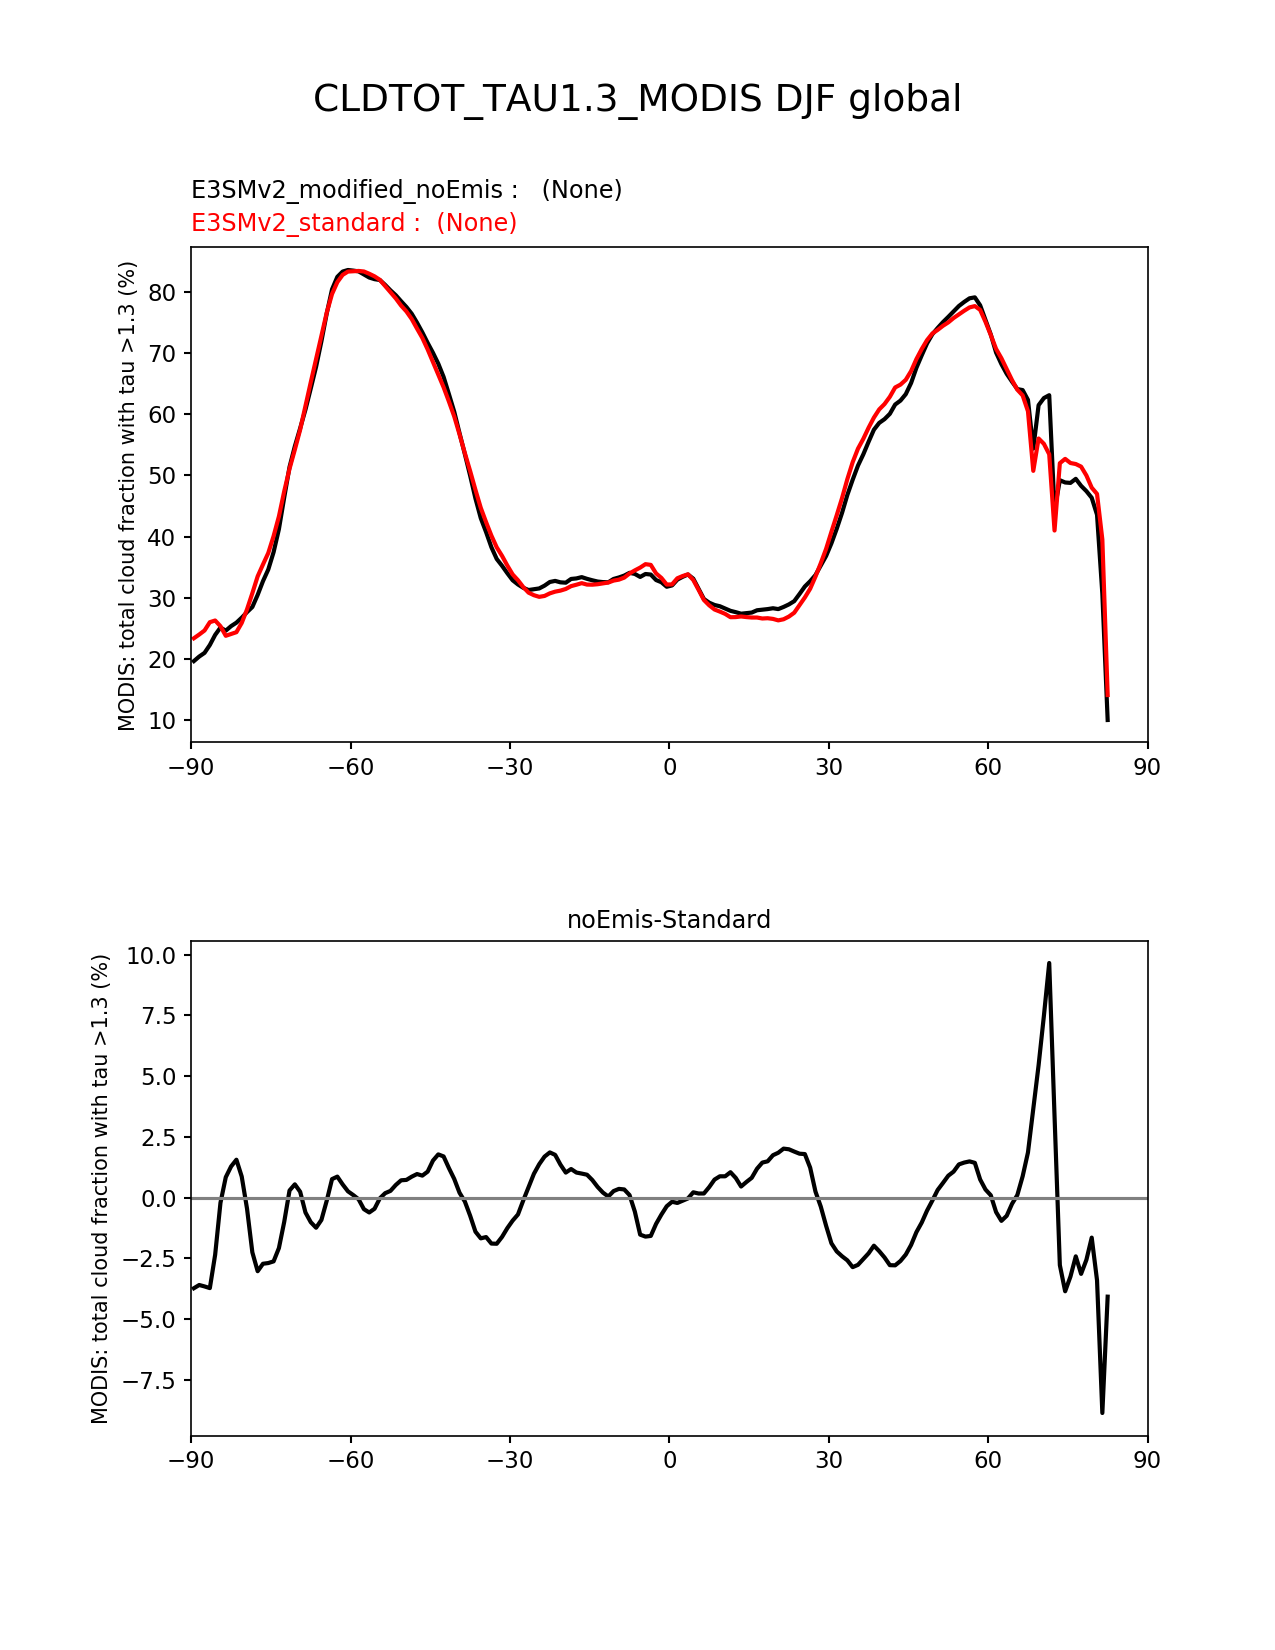 CLDTOT_TAU1.3_MODIS DJF global
E3SMv2_modified_noEmis :   (None)
E3SMv2_standard :  (None)
MODIS: total cloud fraction with tau >1.3 (%)
80
70
60
50
40
30
20
10
−90 −60 −30 0 30 60 90
noEmis-Standard
MODIS: total cloud fraction with tau >1.3 (%)
10.0
7.5
5.0
2.5
0.0
−2.5
−5.0
−7.5
−90 −60 −30 0 30 60 90